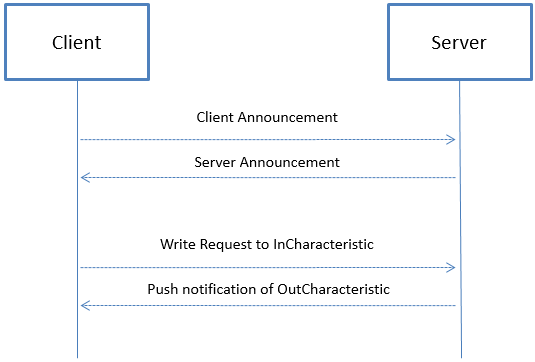 Client
Server
Client Announcement
Server Announcement
Write Request to InCharacteristic
Push notification of OutCharacteristic